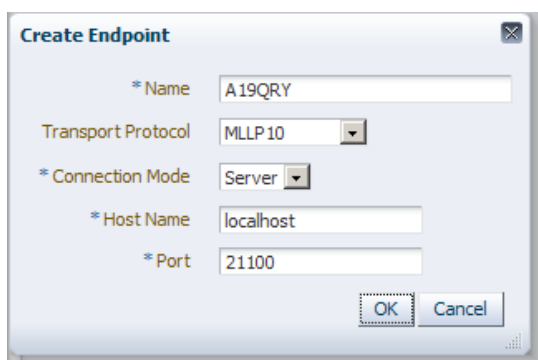 Create Endpoint
* Name A19QRY
Transport Protocol MLLP10
* Connection Mode Server
* Host Name localhost
* Port 21100
OK Cancel